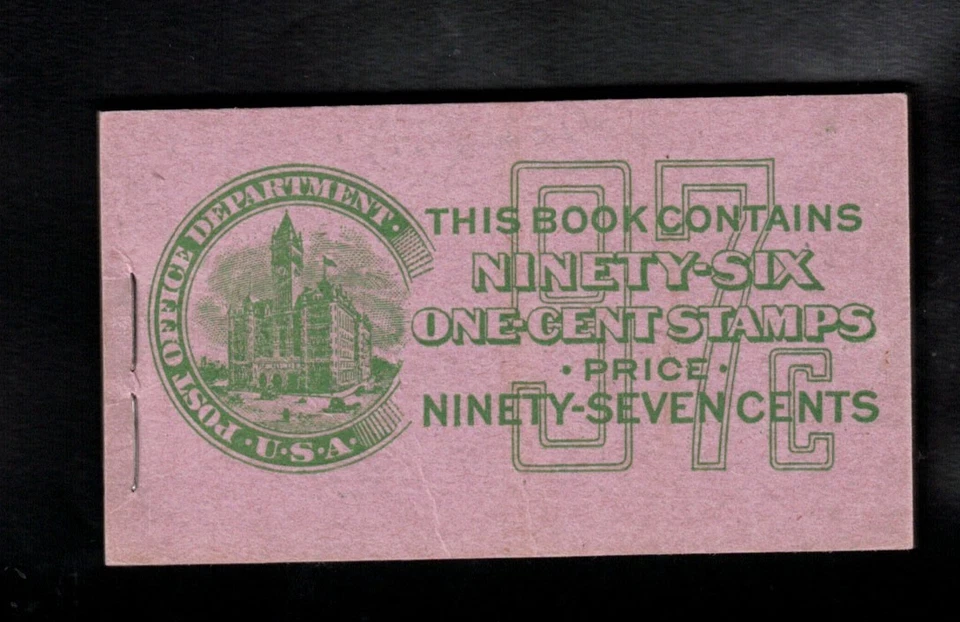 POST OFFICE DEPARTMENT·
·U·S·A·
97c
THIS BOOK CONTAINS
NINETY-SIX
ONE-CENT STAMPS
·PRICE·
NINETY-SEVEN CENTS